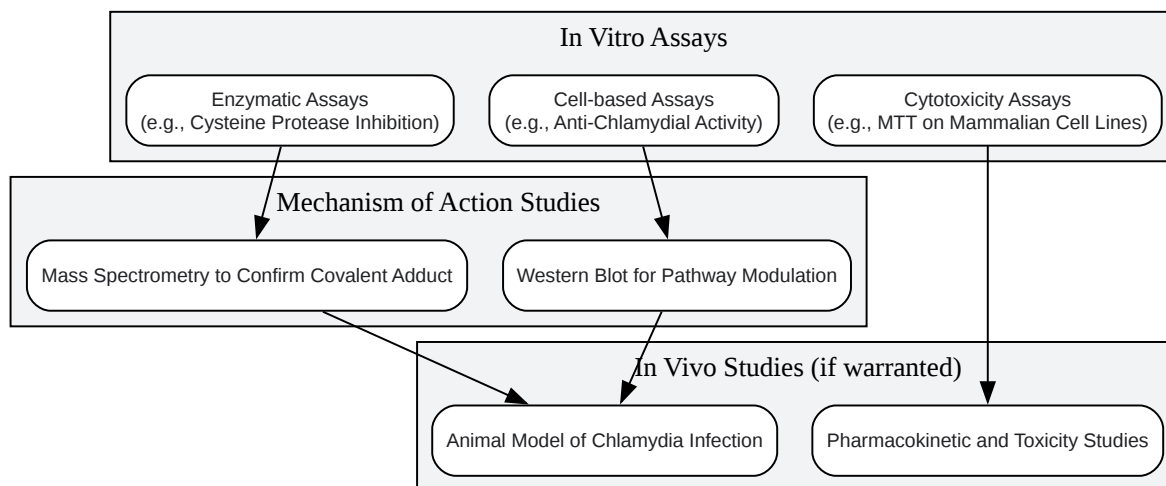 In Vitro Assays
Enzymatic Assays
(e.g., Cysteine Protease Inhibition)
Cell-based Assays
(e.g., Anti-Chlamydial Activity)
Cytotoxicity Assays
(e.g., MTT on Mammalian Cell Lines)
Mechanism of Action Studies
Mass Spectrometry to Confirm Covalent Adduct
Western Blot for Pathway Modulation
In Vivo Studies (if warranted)
Animal Model of Chlamydia Infection
Pharmacokinetic and Toxicity Studies